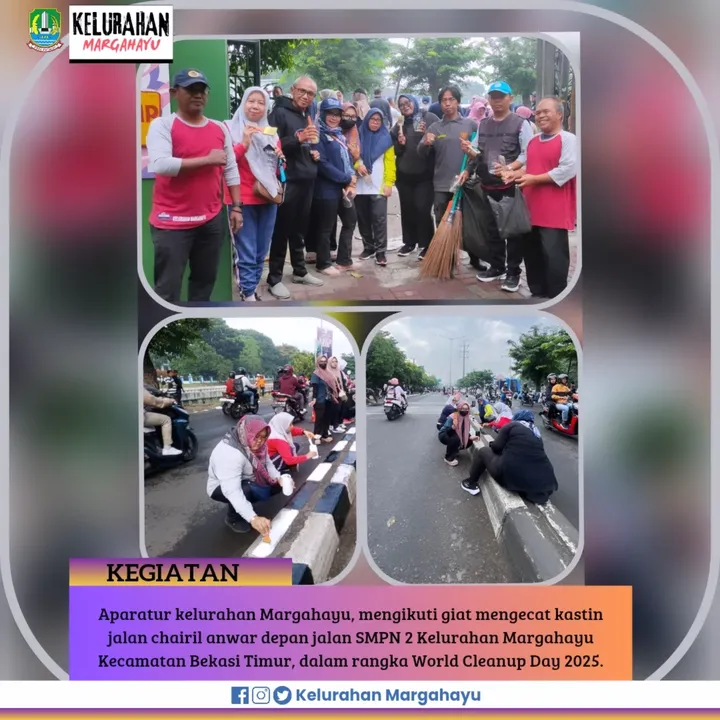 KELURAHAN
MARGAHAYU
KEGIATAN
Aparatur kelurahan Margahayu, mengikuti giat mengecat kastin
jalan chairil anwar depan jalan SMPN 2 Kelurahan Margahayu
Kecamatan Bekasi Timur, dalam rangka World Cleanup Day 2025.
Kelurahan Margahayu